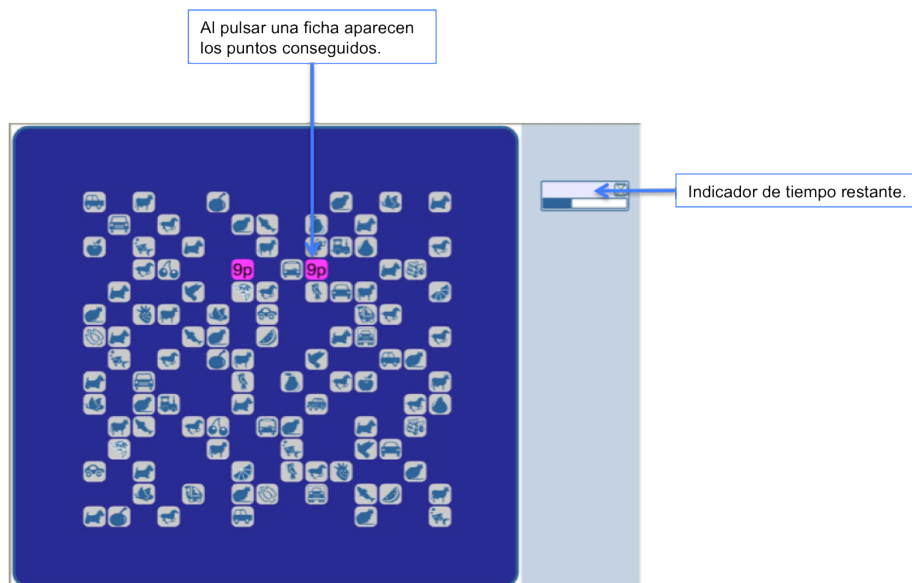 Al pulsar una ficha aparecen
los puntos conseguidos.
Indicador de tiempo restante.
9p 9p